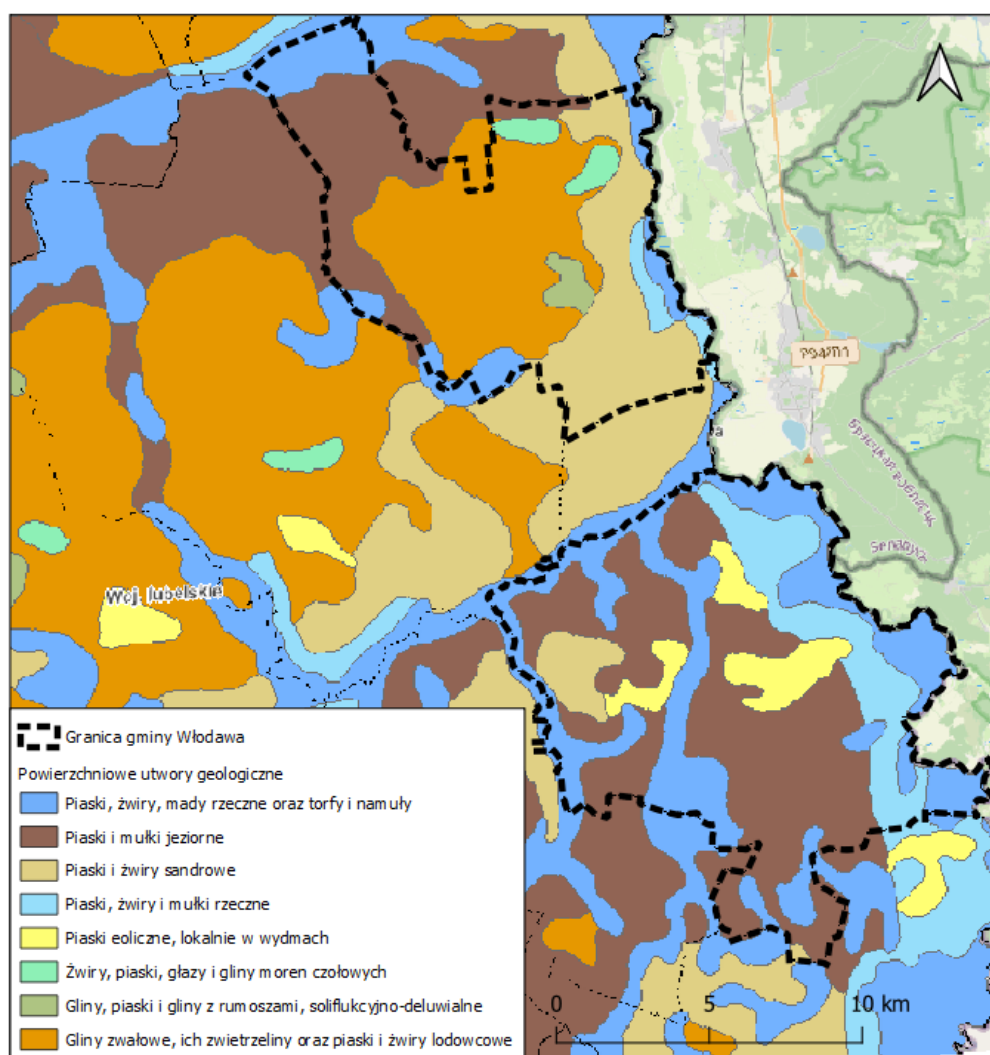 Woj. lubelskie
Granica gminy Włodawa
Powierzchniowe utwory geologiczne
Piaski, żwiry, mady rzeczne oraz torfy i namuły
Piaski i mułki jeziorne
Piaski i żwiry sandrowe
Piaski, żwiry i mułki rzeczne
Piaski eoliczne, lokalnie w wydmach
Żwiry, piaski, głazy i gliny moren czołowych
Gliny, piaski i gliny z rumoszami, soliflukcyjno-deluwialne
Gliny zwałowe, ich zwietrzeliny oraz piaski i żwiry lodowcowe
0 5 10 km